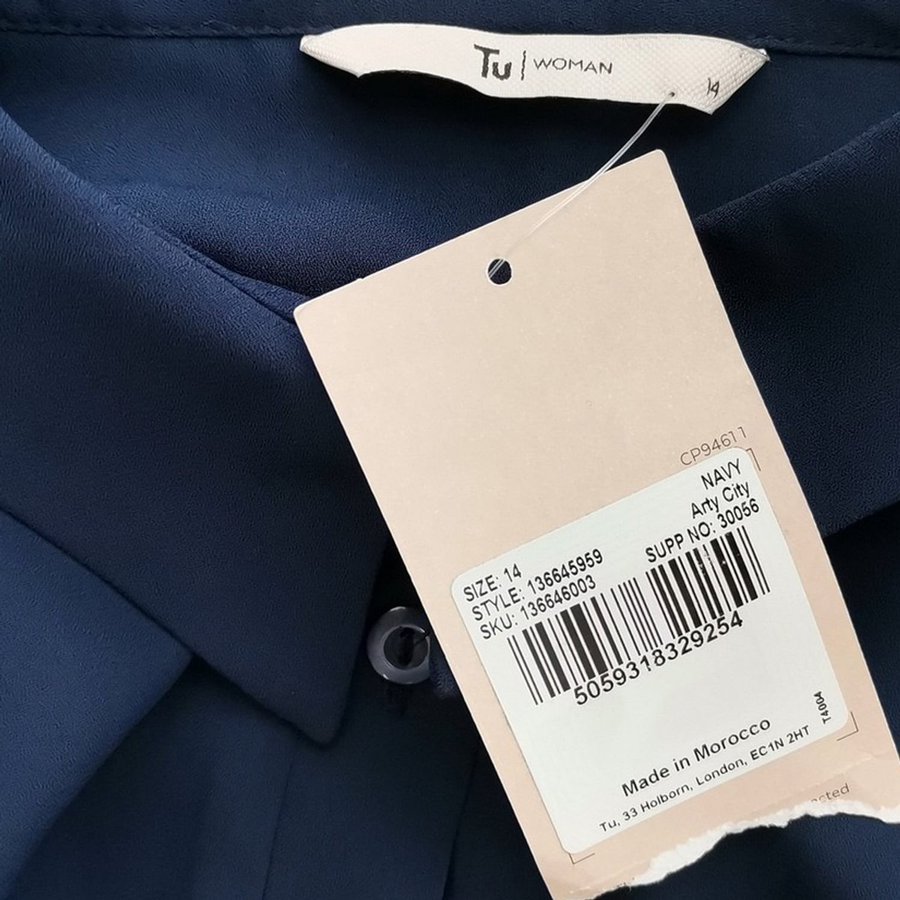 Tu | WOMAN
14
CP94611
NAVY
Arty City
SUPP NO: 30056
SIZE: 14
STYLE: 136645959
SKU: 136646003
5059318329254
T4004
Made in Morocco
Tu, 33 Holborn, London, EC1N 2HT